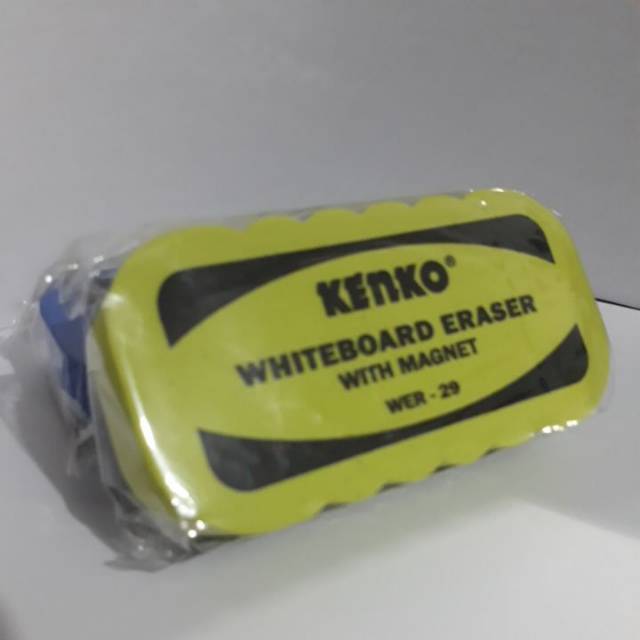 KENKO®
WHITEBOARD ERASER
WITH MAGNET
WER - 29